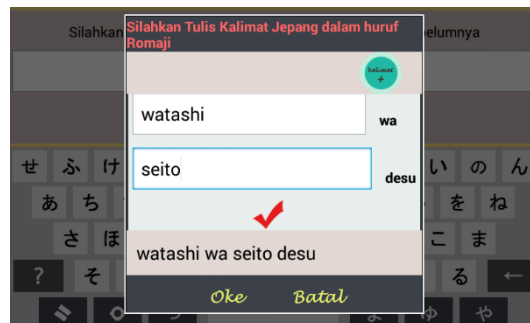 Silahkan
elumnya
Silahkan Tulis Kalimat Jepang dalam huruf
Romaji
kalimat
+
watashi
wa
seito
desu
watashi wa seito desu
Oke Batal
せ ふ け い の ん
あ ち を ね
さ ほ こ ま
? そ る ←
ゆ や